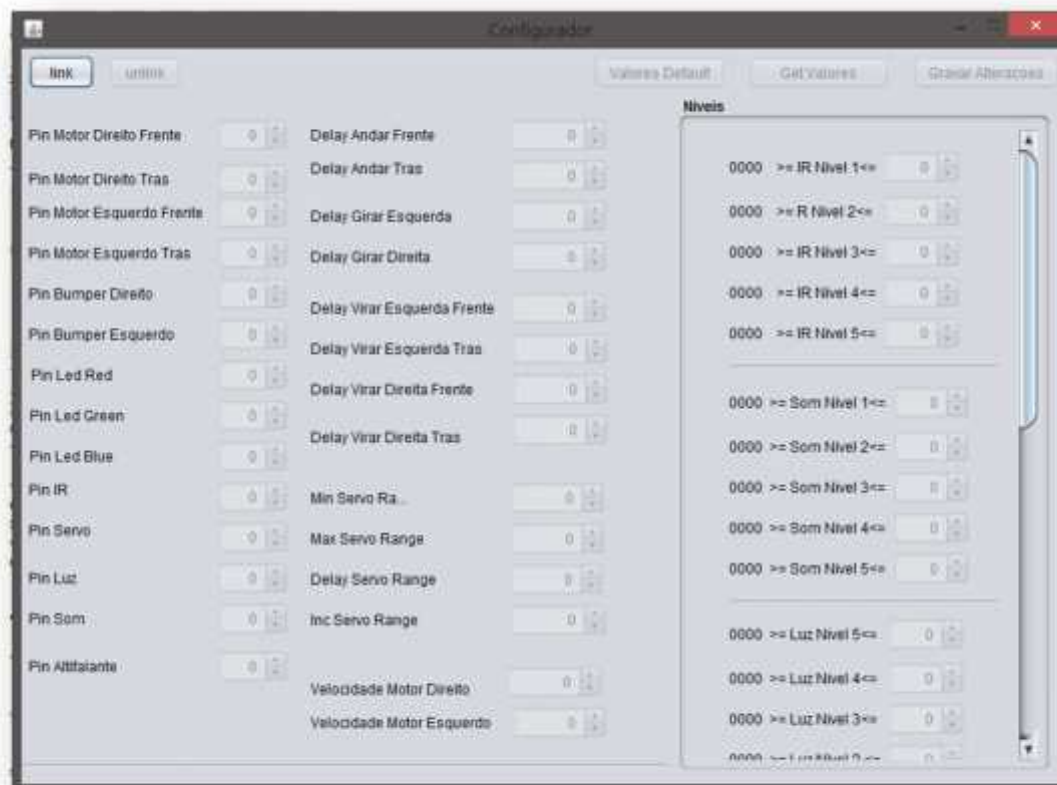 Configurador
link unlink Valores Default Get Valores Gravar Alteracoes
Niveis
Pin Motor Direito Frente 0
Pin Motor Direito Tras 0
Pin Motor Esquerdo Frente 0
Pin Motor Esquerdo Tras 0
Pin Bumper Direito 0
Pin Bumper Esquerdo 0
Pin Led Red 0
Pin Led Green 0
Pin Led Blue 0
Pin IR 0
Pin Servo 0
Pin Luz 0
Pin Som 0
Pin Altifalante 0
Delay Andar Frente 0
Delay Andar Tras 0
Delay Girar Esquerda 0
Delay Girar Direita 0
Delay Virar Esquerda Frente 0
Delay Virar Esquerda Tras 0
Delay Virar Direita Frente 0
Delay Virar Direita Tras 0
Min Servo Ra... 0
Max Servo Range 0
Delay Servo Range 0
Inc Servo Range 0
Velocidade Motor Direito 0
Velocidade Motor Esquerdo 0
0000 >= IR Nivel 1<= 0
0000 >= R Nivel 2<= 0
0000 >= IR Nivel 3<= 0
0000 >= IR Nivel 4<= 0
0000 >= IR Nivel 5<= 0
0000 >= Som Nivel 1<= 0
0000 >= Som Nivel 2<= 0
0000 >= Som Nivel 3<= 0
0000 >= Som Nivel 4<= 0
0000 >= Som Nivel 5<= 0
0000 >= Luz Nivel 5<= 0
0000 >= Luz Nivel 4<= 0
0000 >= Luz Nivel 3<= 0
0000 >= Luz Nivel 2<= 0